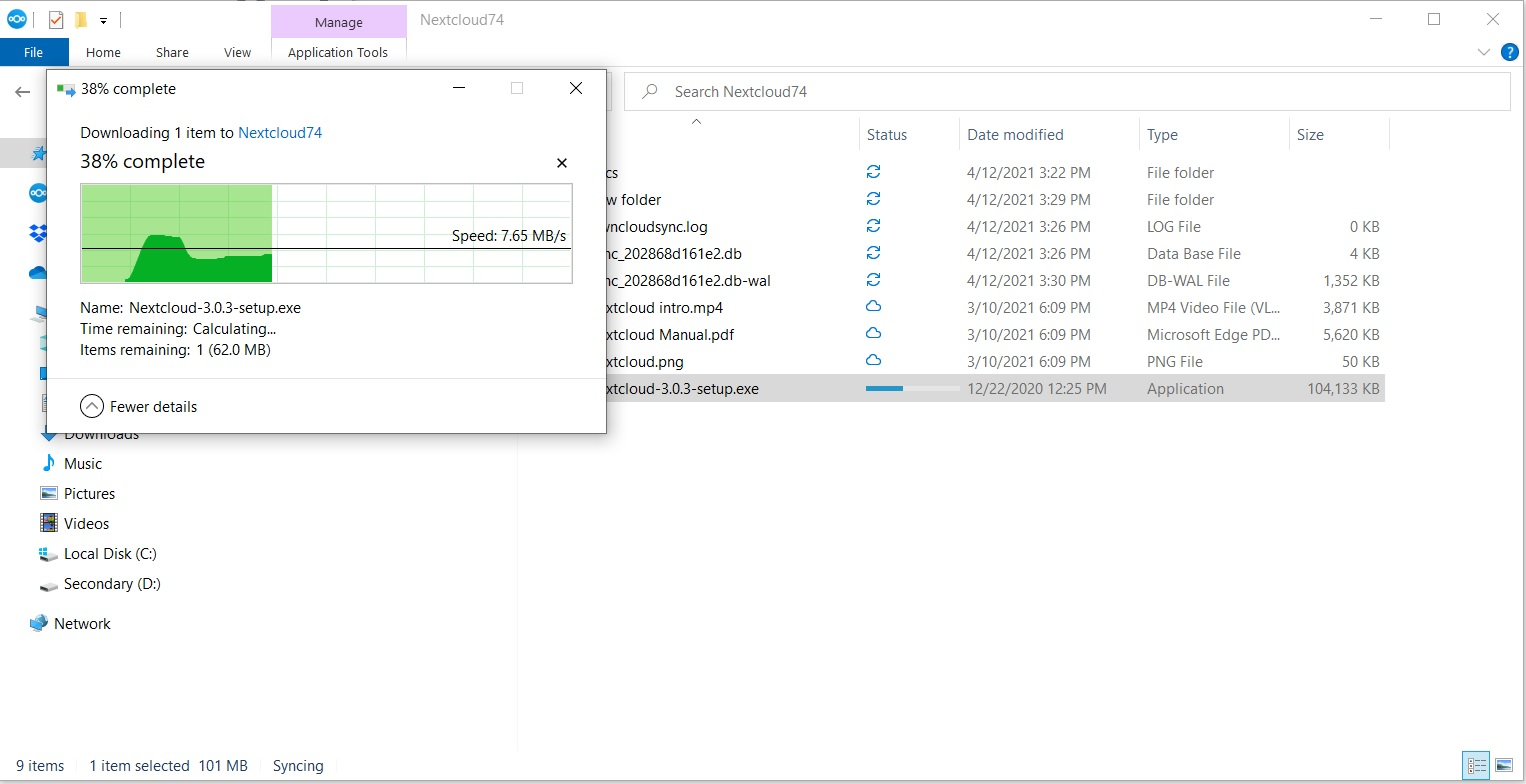 Manage
Nextcloud74
File
Home
Share
View
Application Tools
38% complete
Downloading 1 item to Nextcloud74
38% complete
Speed: 7.65 MB/s
Name: Nextcloud-3.0.3-setup.exe
Time remaining: Calculating...
Items remaining: 1 (62.0 MB)
Fewer details
Search Nextcloud74
Status Date modified Type Size
cs 4/12/2021 3:22 PM File folder
w folder 4/12/2021 3:29 PM File folder
ncloudsync.log 4/12/2021 3:26 PM LOG File 0 KB
nc_202868d161e2.db 4/12/2021 3:26 PM Data Base File 4 KB
nc_202868d161e2.db-wal 4/12/2021 3:30 PM DB-WAL File 1,352 KB
xtcloud intro.mp4 3/10/2021 6:09 PM MP4 Video File (VL... 3,871 KB
xtcloud Manual.pdf 3/10/2021 6:09 PM Microsoft Edge PD... 5,620 KB
xtcloud.png 3/10/2021 6:09 PM PNG File 50 KB
xtcloud-3.0.3-setup.exe 12/22/2020 12:25 PM Application 104,133 KB
Downloads
Music
Pictures
Videos
Local Disk (C:)
Secondary (D:)
Network
9 items 1 item selected 101 MB Syncing